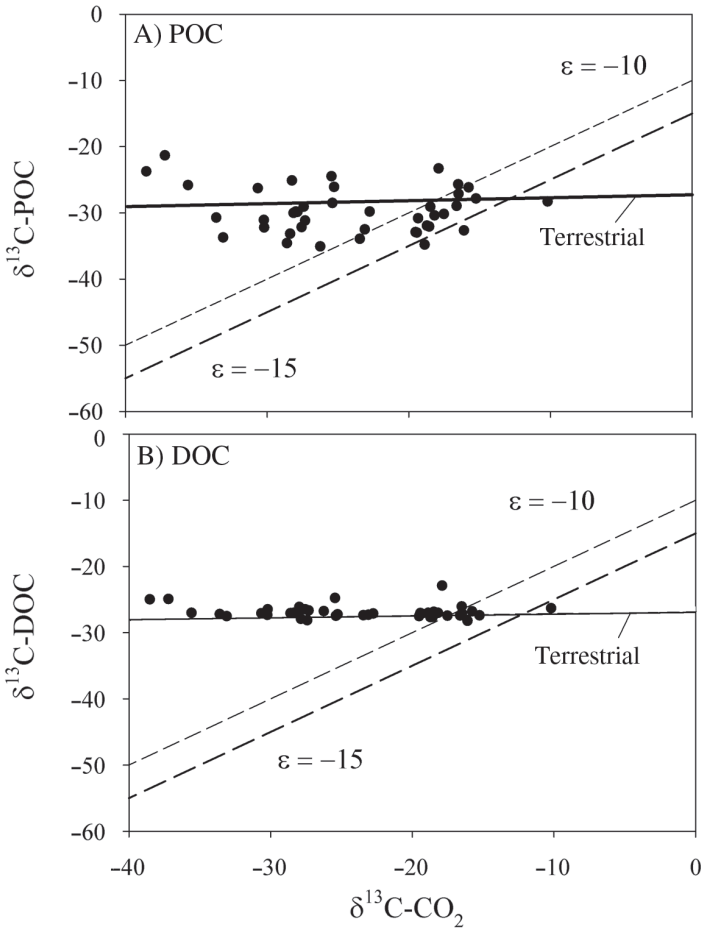 A) POC
ε = –10
ε = –15
Terrestrial
δ¹³C-POC
0
–10
–20
–30
–40
–50
–60
B) DOC
ε = –10
ε = –15
Terrestrial
δ¹³C-DOC
0
–10
–20
–30
–40
–50
–60
–40
–30
–20
–10
0
δ¹³C-CO₂